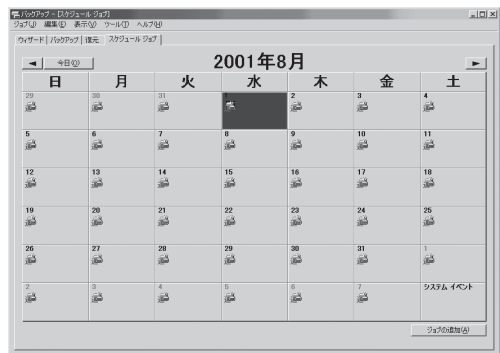 バックアップ - [スケジュール ジョブ]
ジョブ(J) 編集(E) 表示(V) ツール(T) ヘルプ(H)
ウィザード バックアップ 復元 スケジュール ジョブ
今日(O) 2001年8月
日 月 火 水 木 金 土
29 30 31 1 2 3 4
5 6 7 8 9 10 11
12 13 14 15 16 17 18
19 20 21 22 23 24 25
26 27 28 29 30 31 1
2 3 4 5 6 7 システム イベント
ジョブの追加(A)